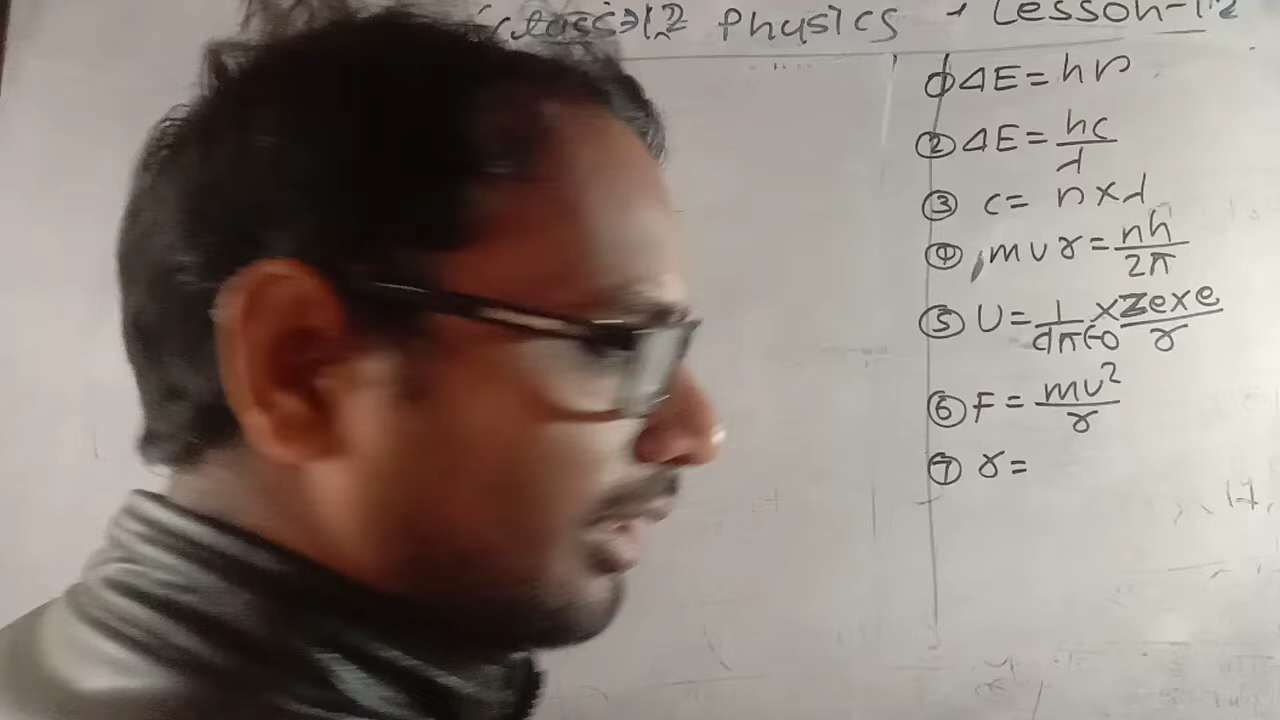 class-12 Physics , Lesson-12
① ΔE = hν
② ΔE = hc/λ
③ c = ν×λ
④ mvr = nh/2π
⑤ U = 1/4πε0 × Ze×e/r
⑥ F = mv²/r
⑦ r =
17